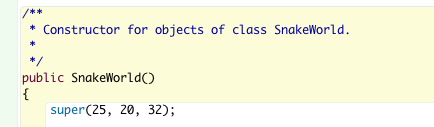 /**
 * Constructor for objects of class SnakeWorld.
 *
 */
public SnakeWorld()
{
    super(25, 20, 32);